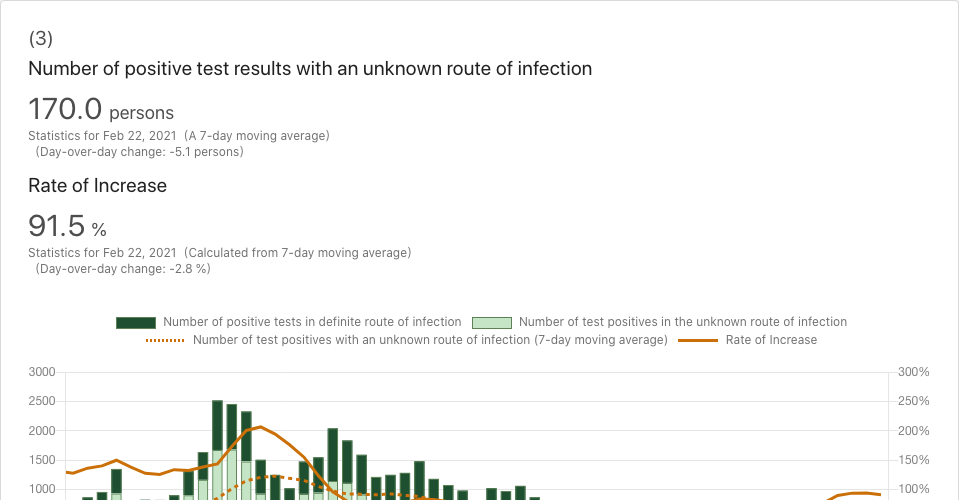 (3)
Number of positive test results with an unknown route of infection
170.0 persons
Statistics for Feb 22, 2021 (A 7-day moving average)
(Day-over-day change: -5.1 persons)
Rate of Increase
91.5 %
Statistics for Feb 22, 2021 (Calculated from 7-day moving average)
(Day-over-day change: -2.8 %)
Number of positive tests in definite route of infection Number of test positives in the unknown route of infection
Number of test positives with an unknown route of infection (7-day moving average) Rate of Increase
3000 300%
2500 250%
2000 200%
1500 150%
1000 100%